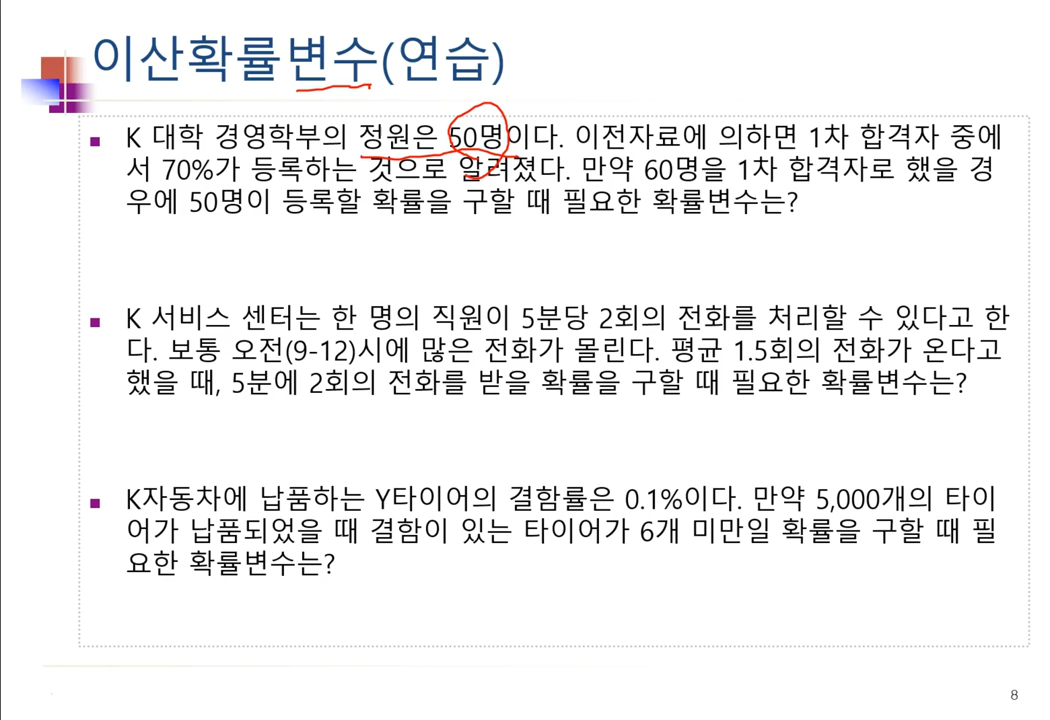 이산확률변수(연습)
K 대학 경영학부의 정원은 50명이다. 이전자료에 의하면 1차 합격자 중에
서 70%가 등록하는 것으로 알려졌다. 만약 60명을 1차 합격자로 했을 경
우에 50명이 등록할 확률을 구할 때 필요한 확률변수는?
K 서비스 센터는 한 명의 직원이 5분당 2회의 전화를 처리할 수 있다고 한
다. 보통 오전(9-12)시에 많은 전화가 몰린다. 평균 1.5회의 전화가 온다고
했을 때, 5분에 2회의 전화를 받을 확률을 구할 때 필요한 확률변수는?
K자동차에 납품하는 Y타이어의 결함률은 0.1%이다. 만약 5,000개의 타이
어가 납품되었을 때 결함이 있는 타이어가 6개 미만일 확률을 구할 때 필
요한 확률변수는?
8